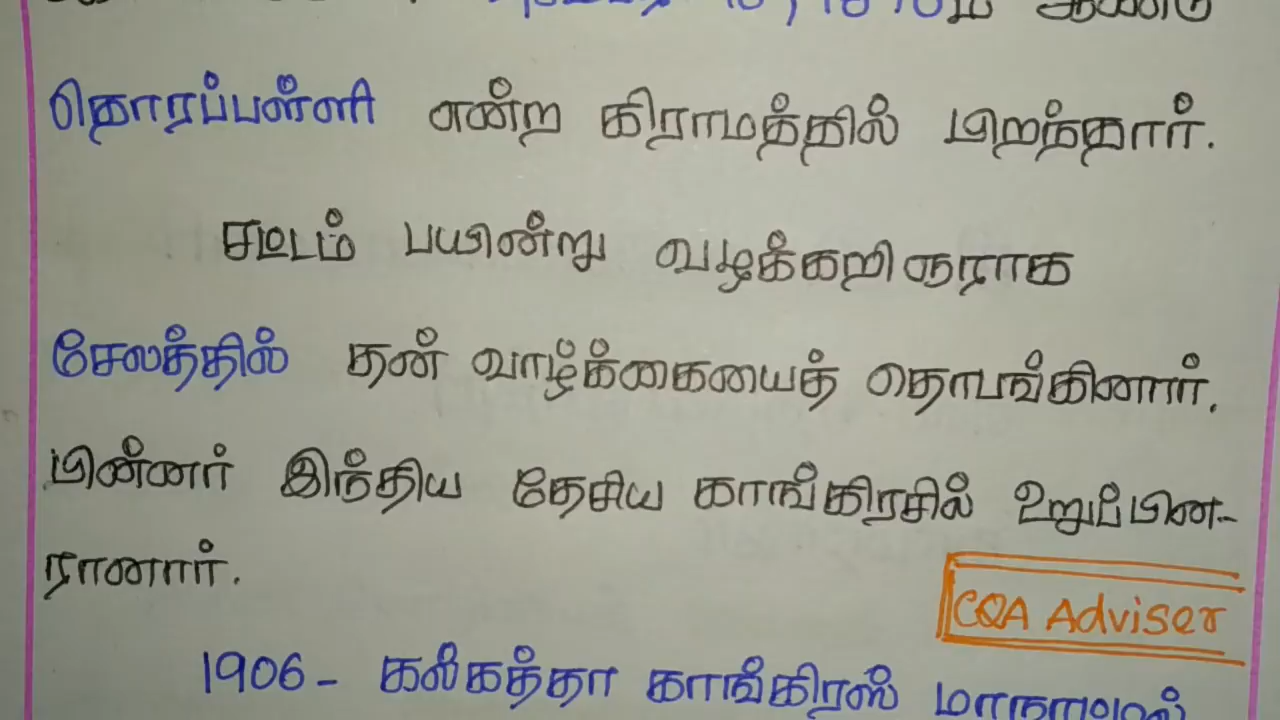 ஆண்டு
தொரப்பள்ளி என்ற கிராமத்தில் பிறந்தார்.
சட்டம் பயின்று வழக்கறிஞராக
சேலத்தில் தன் வாழ்க்கையைத் தொடங்கினார்.
பின்னர் இந்திய தேசிய காங்கிரசில் உறுப்பின-
ரானார்.
CQA Adviser
1906- கல்கத்தா காங்கிரஸ்